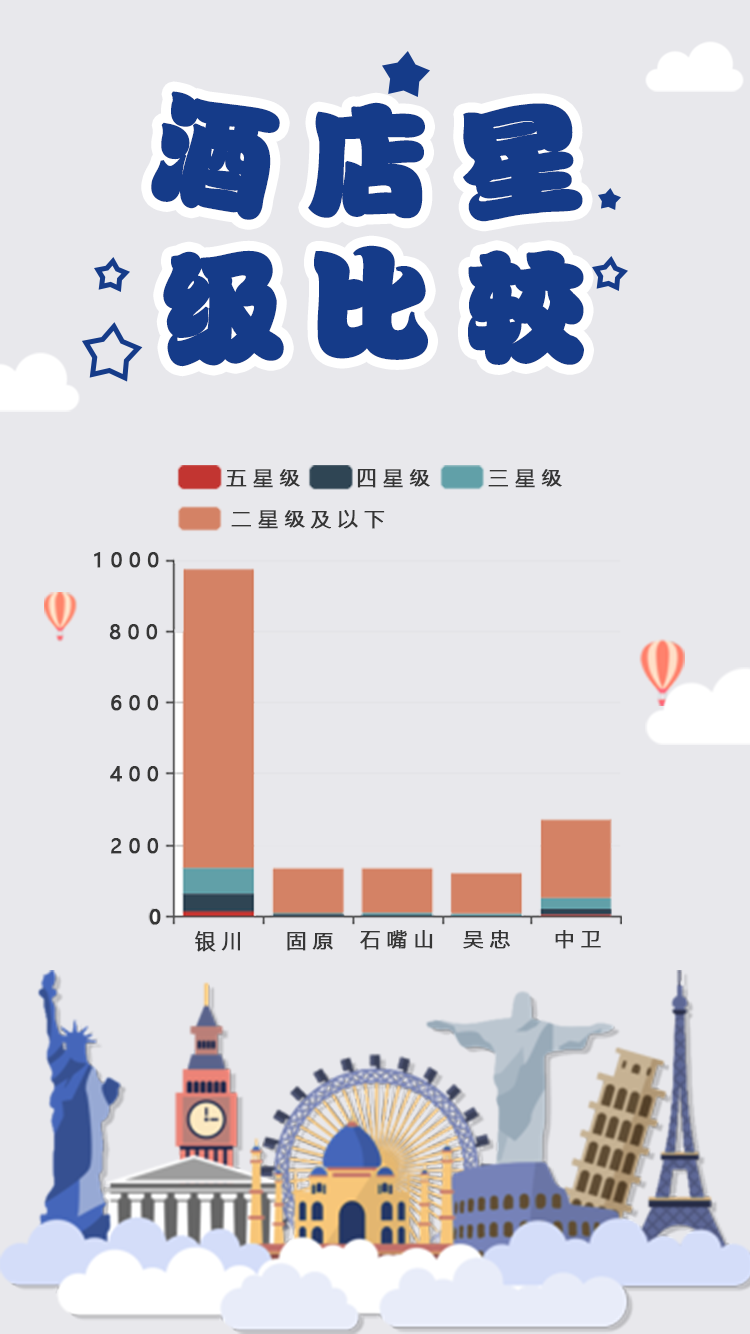 酒店星
级比较
五星级 四星级 三星级
二星级及以下
1000
800
600
400
200
0
银川 固原 石嘴山 吴忠 中卫